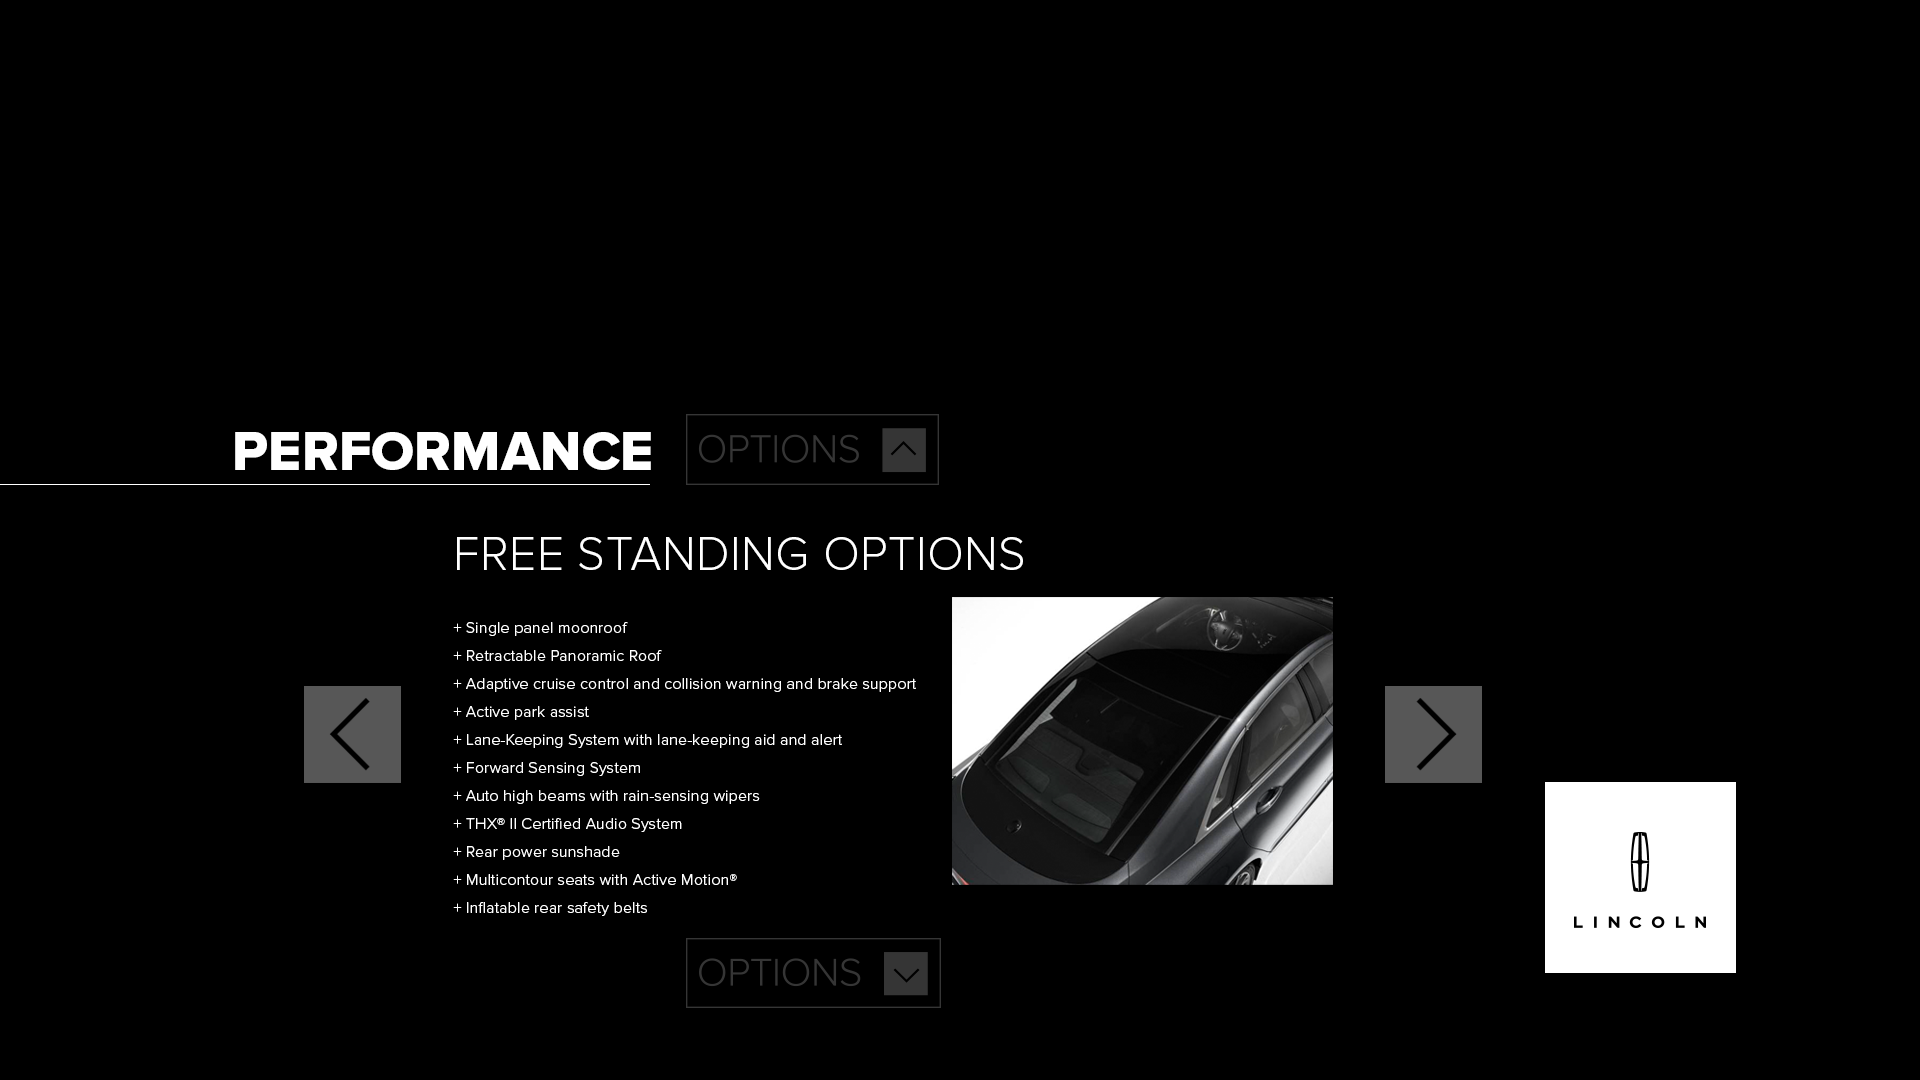 PERFORMANCE
OPTIONS
FREE STANDING OPTIONS
+ Single panel moonroof
+ Retractable Panoramic Roof
+ Adaptive cruise control and collision warning and brake support
+ Active park assist
+ Lane-Keeping System with lane-keeping aid and alert
+ Forward Sensing System
+ Auto high beams with rain-sensing wipers
+ THX® II Certified Audio System
+ Rear power sunshade
+ Multicontour seats with Active Motion®
+ Inflatable rear safety belts
OPTIONS
LINCOLN